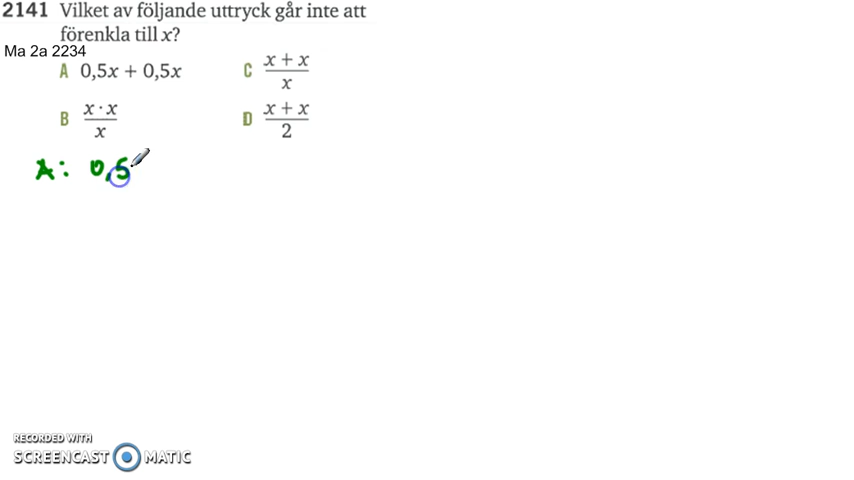 2141 Vilket av följande uttryck går inte att
förenkla till x?
Ma 2a 2234
A 0,5x + 0,5x
C (x + x)/x
B (x · x)/x
D (x + x)/2
A: 0,5
RECORDED WITH
SCREENCAST MATIC